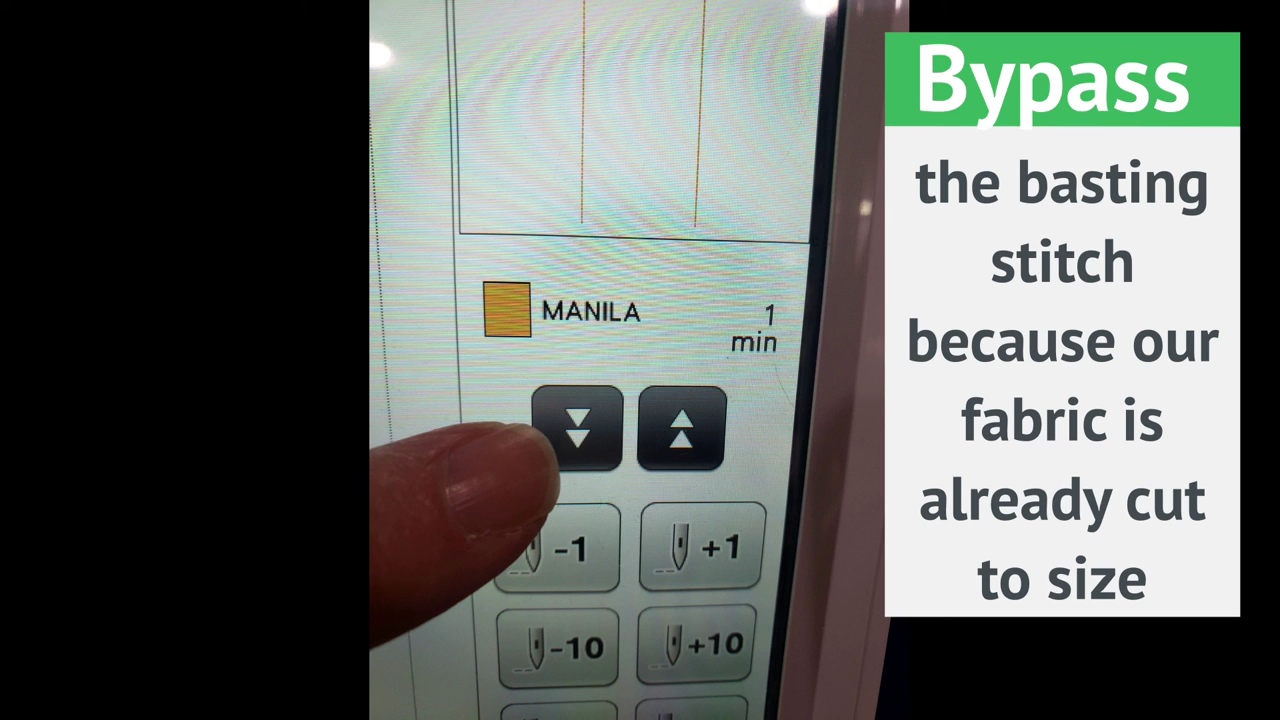 Bypass
the basting
stitch
because our
fabric is
already cut
to size
MANILA
1
min
-1
+1
-10
+10